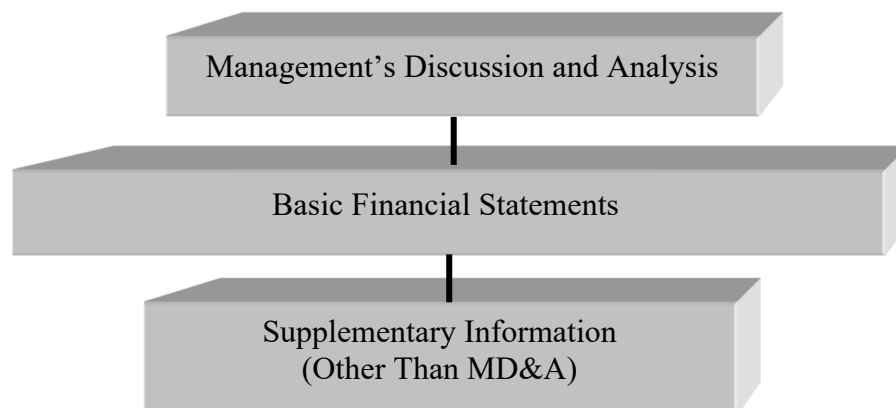 Management’s Discussion and Analysis
Basic Financial Statements
Supplementary Information
(Other Than MD&A)